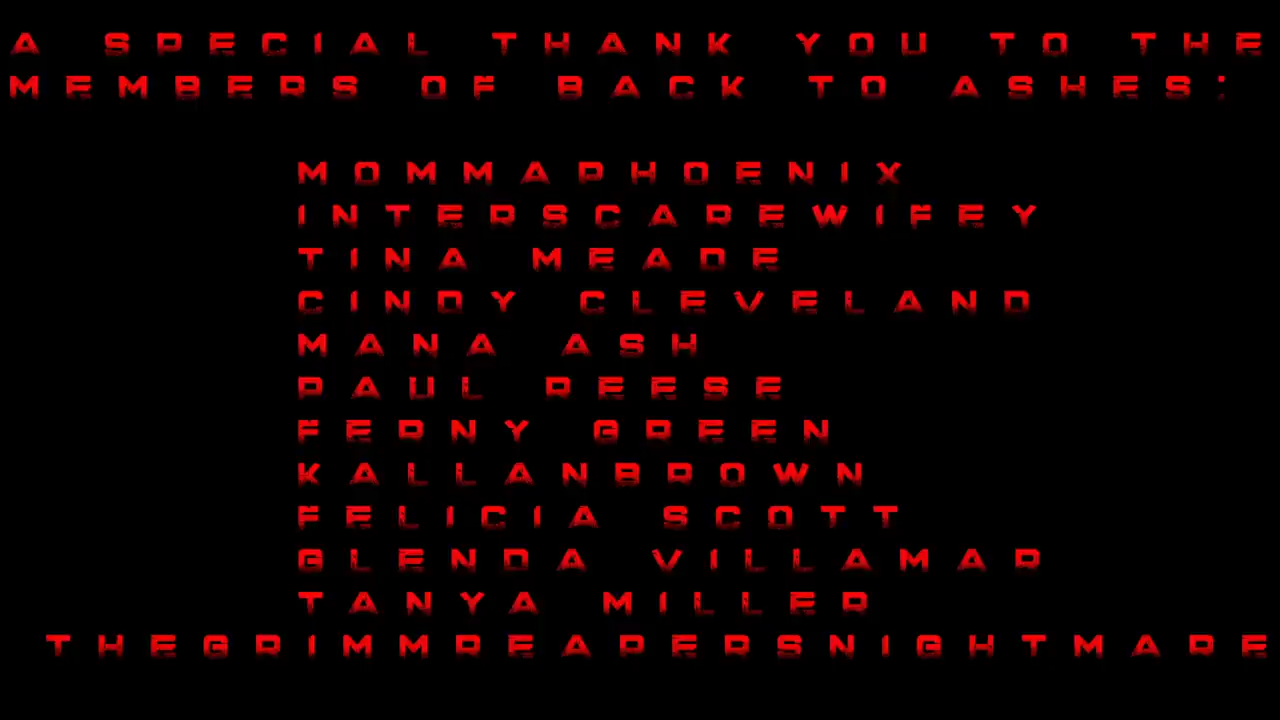 A SPECIAL THANK YOU TO THE
MEMBERS OF BACK TO ASHES:
MOMMAPHOENIX
INTERSCAREWIFEY
TINA MEADE
CINDY CLEVELAND
MANA ASH
PAUL REESE
FERNY GREEN
KALLANBROWN
FELICIA SCOTT
GLENDA VILLAMAR
TANYA MILLER
THEGRIMMREAPERSNIGHTMARE